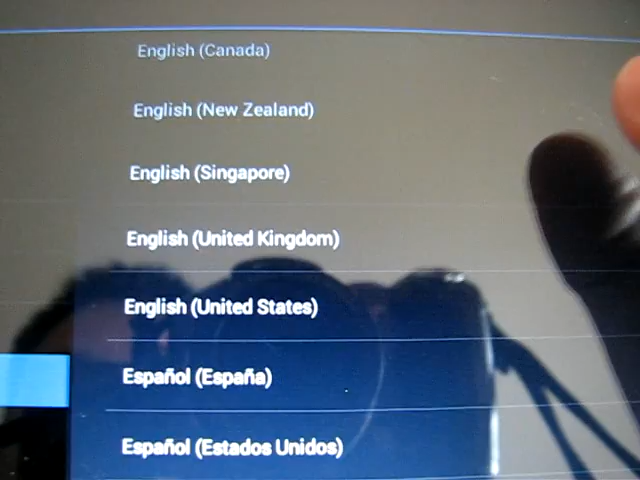 English (Canada)
English (New Zealand)
English (Singapore)
English (United Kingdom)
English (United States)
Español (España)
Español (Estados Unidos)